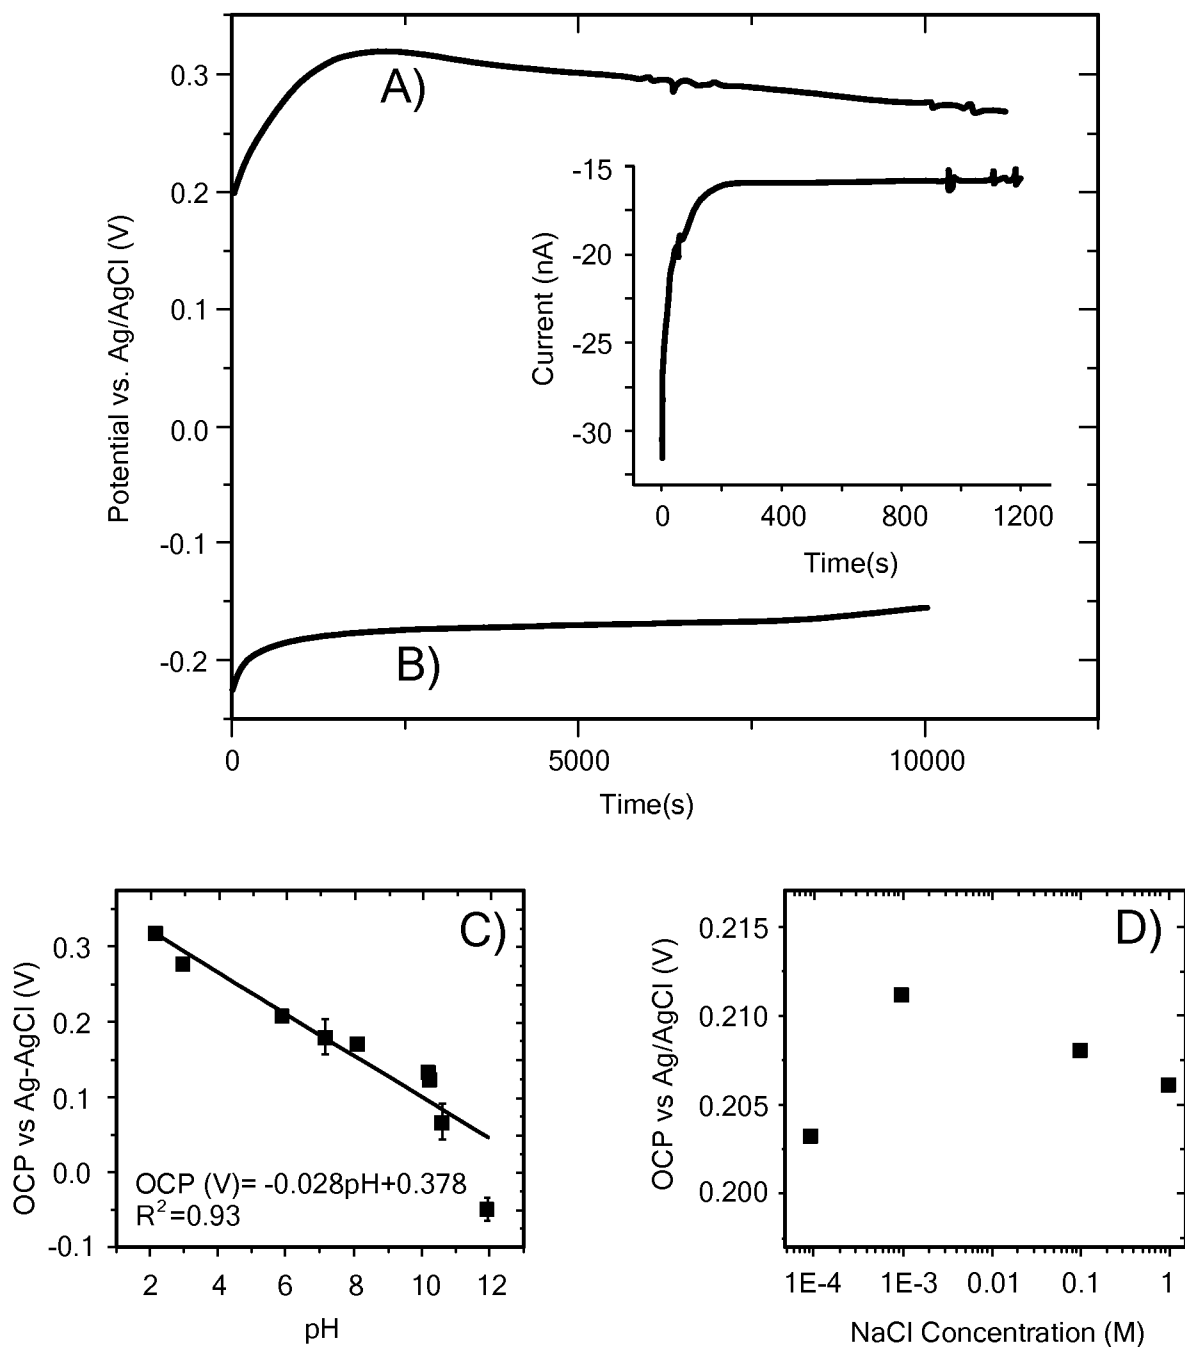 0.3
0.2
0.1
0.0
-0.1
-0.2
Potential vs. Ag/AgCl (V)
A)
B)
0
5000
10000
Time(s)
-15
-20
-25
-30
Current (nA)
0
400
800
1200
Time(s)
0.3
0.2
0.1
0.0
-0.1
OCP vs Ag-AgCl (V)
C)
OCP (V)= -0.028pH+0.378
R²=0.93
2
4
6
8
10
12
pH
0.215
0.210
0.205
0.200
OCP vs Ag/AgCl (V)
D)
1E-4
1E-3
0.01
0.1
1
NaCl Concentration (M)